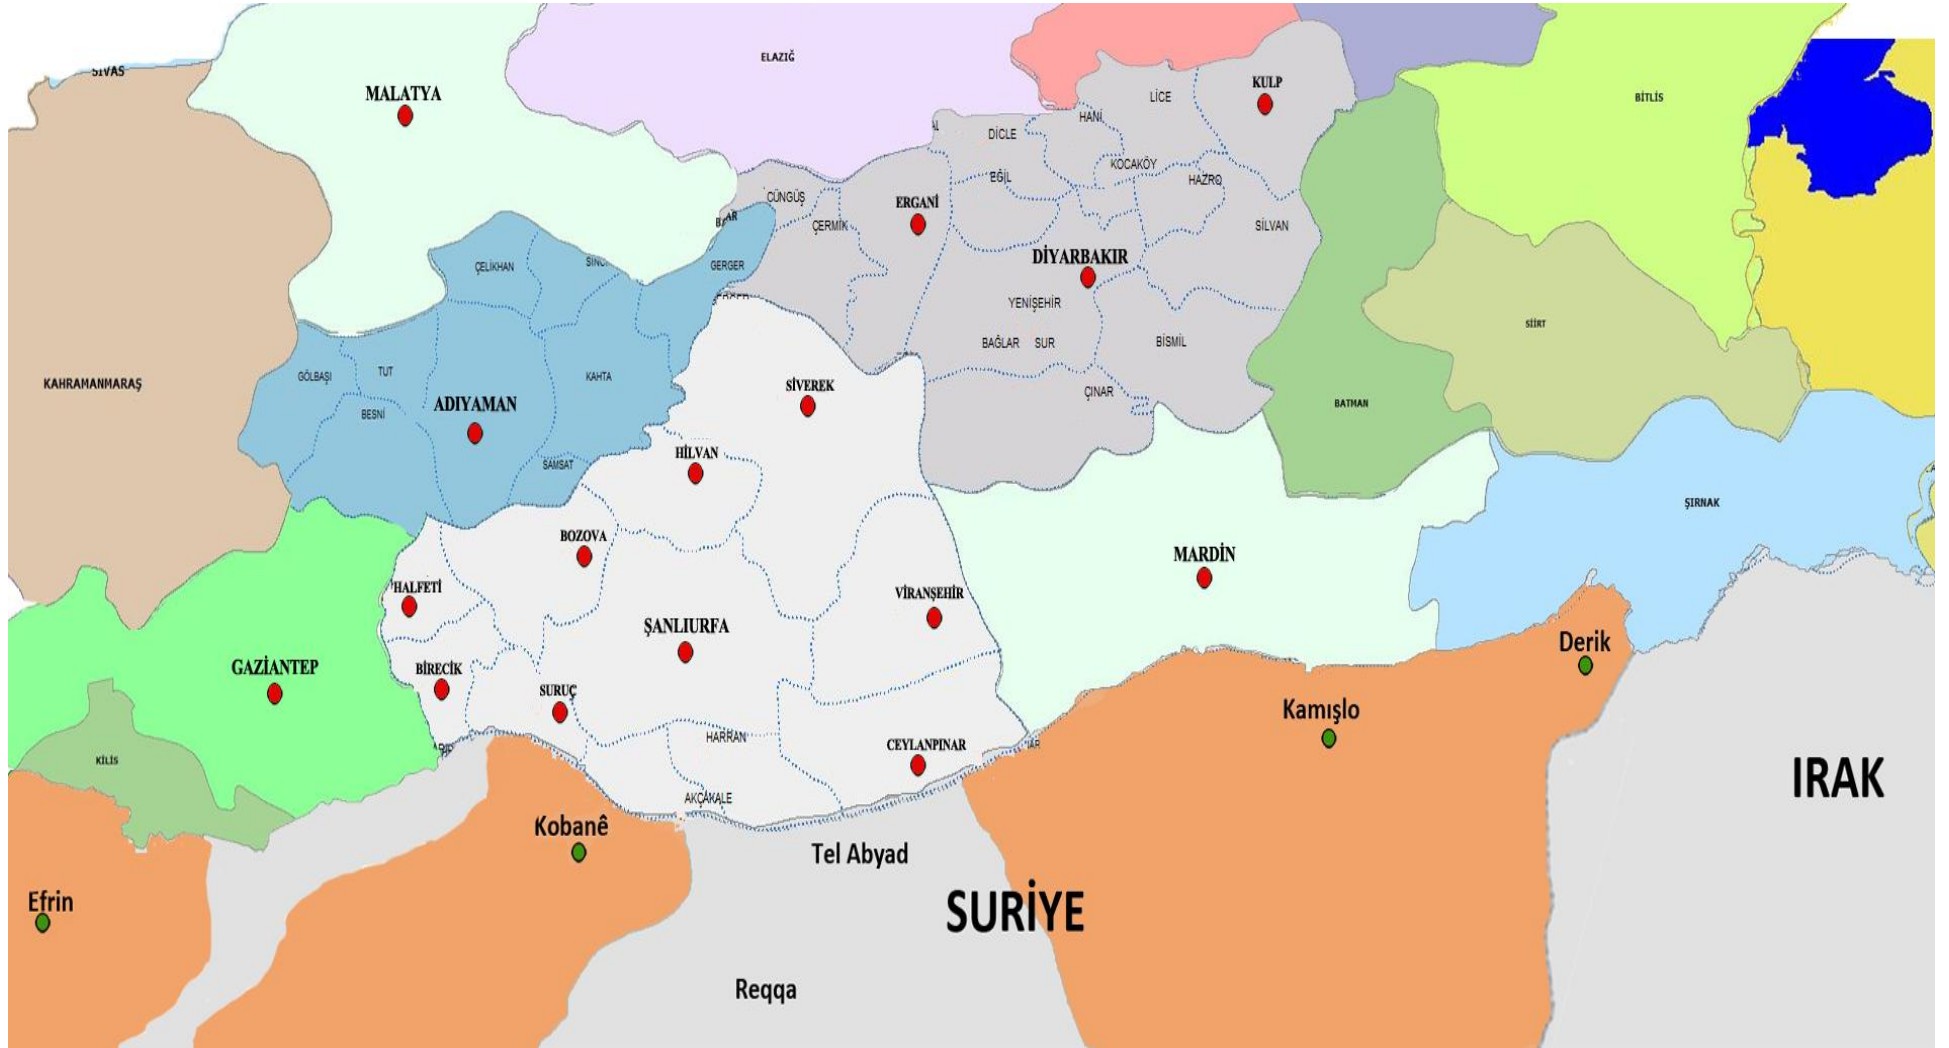 SİVAS
ELAZIĞ
MALATYA
KULP
LİCE
BİTLİS
HANİ
DİCLE
KOCAKÖY
EĞİL
HAZRO
CÜNGÜŞ
ERGANİ
ÇERMİK
SİLVAN
DİYARBAKIR
ÇELİKHAN
GERGER
YENİŞEHİR
SİİRT
BAĞLAR
SUR
BİSMİL
TUT
GÖLBAŞI
KAHTA
KAHRAMANMARAŞ
SİVEREK
ÇINAR
ADIYAMAN
BATMAN
BESNİ
HİLVAN
SAMSAT
ŞIRNAK
BOZOVA
MARDİN
HALFETİ
VİRANŞEHİR
ŞANLIURFA
Derik
GAZİANTEP
BİRECİK
SURUÇ
Kamışlo
HARRAN
CEYLANPINAR
KİLİS
IRAK
AKÇAKALE
Kobanê
Tel Abyad
Efrin
SURİYE
Reqqa